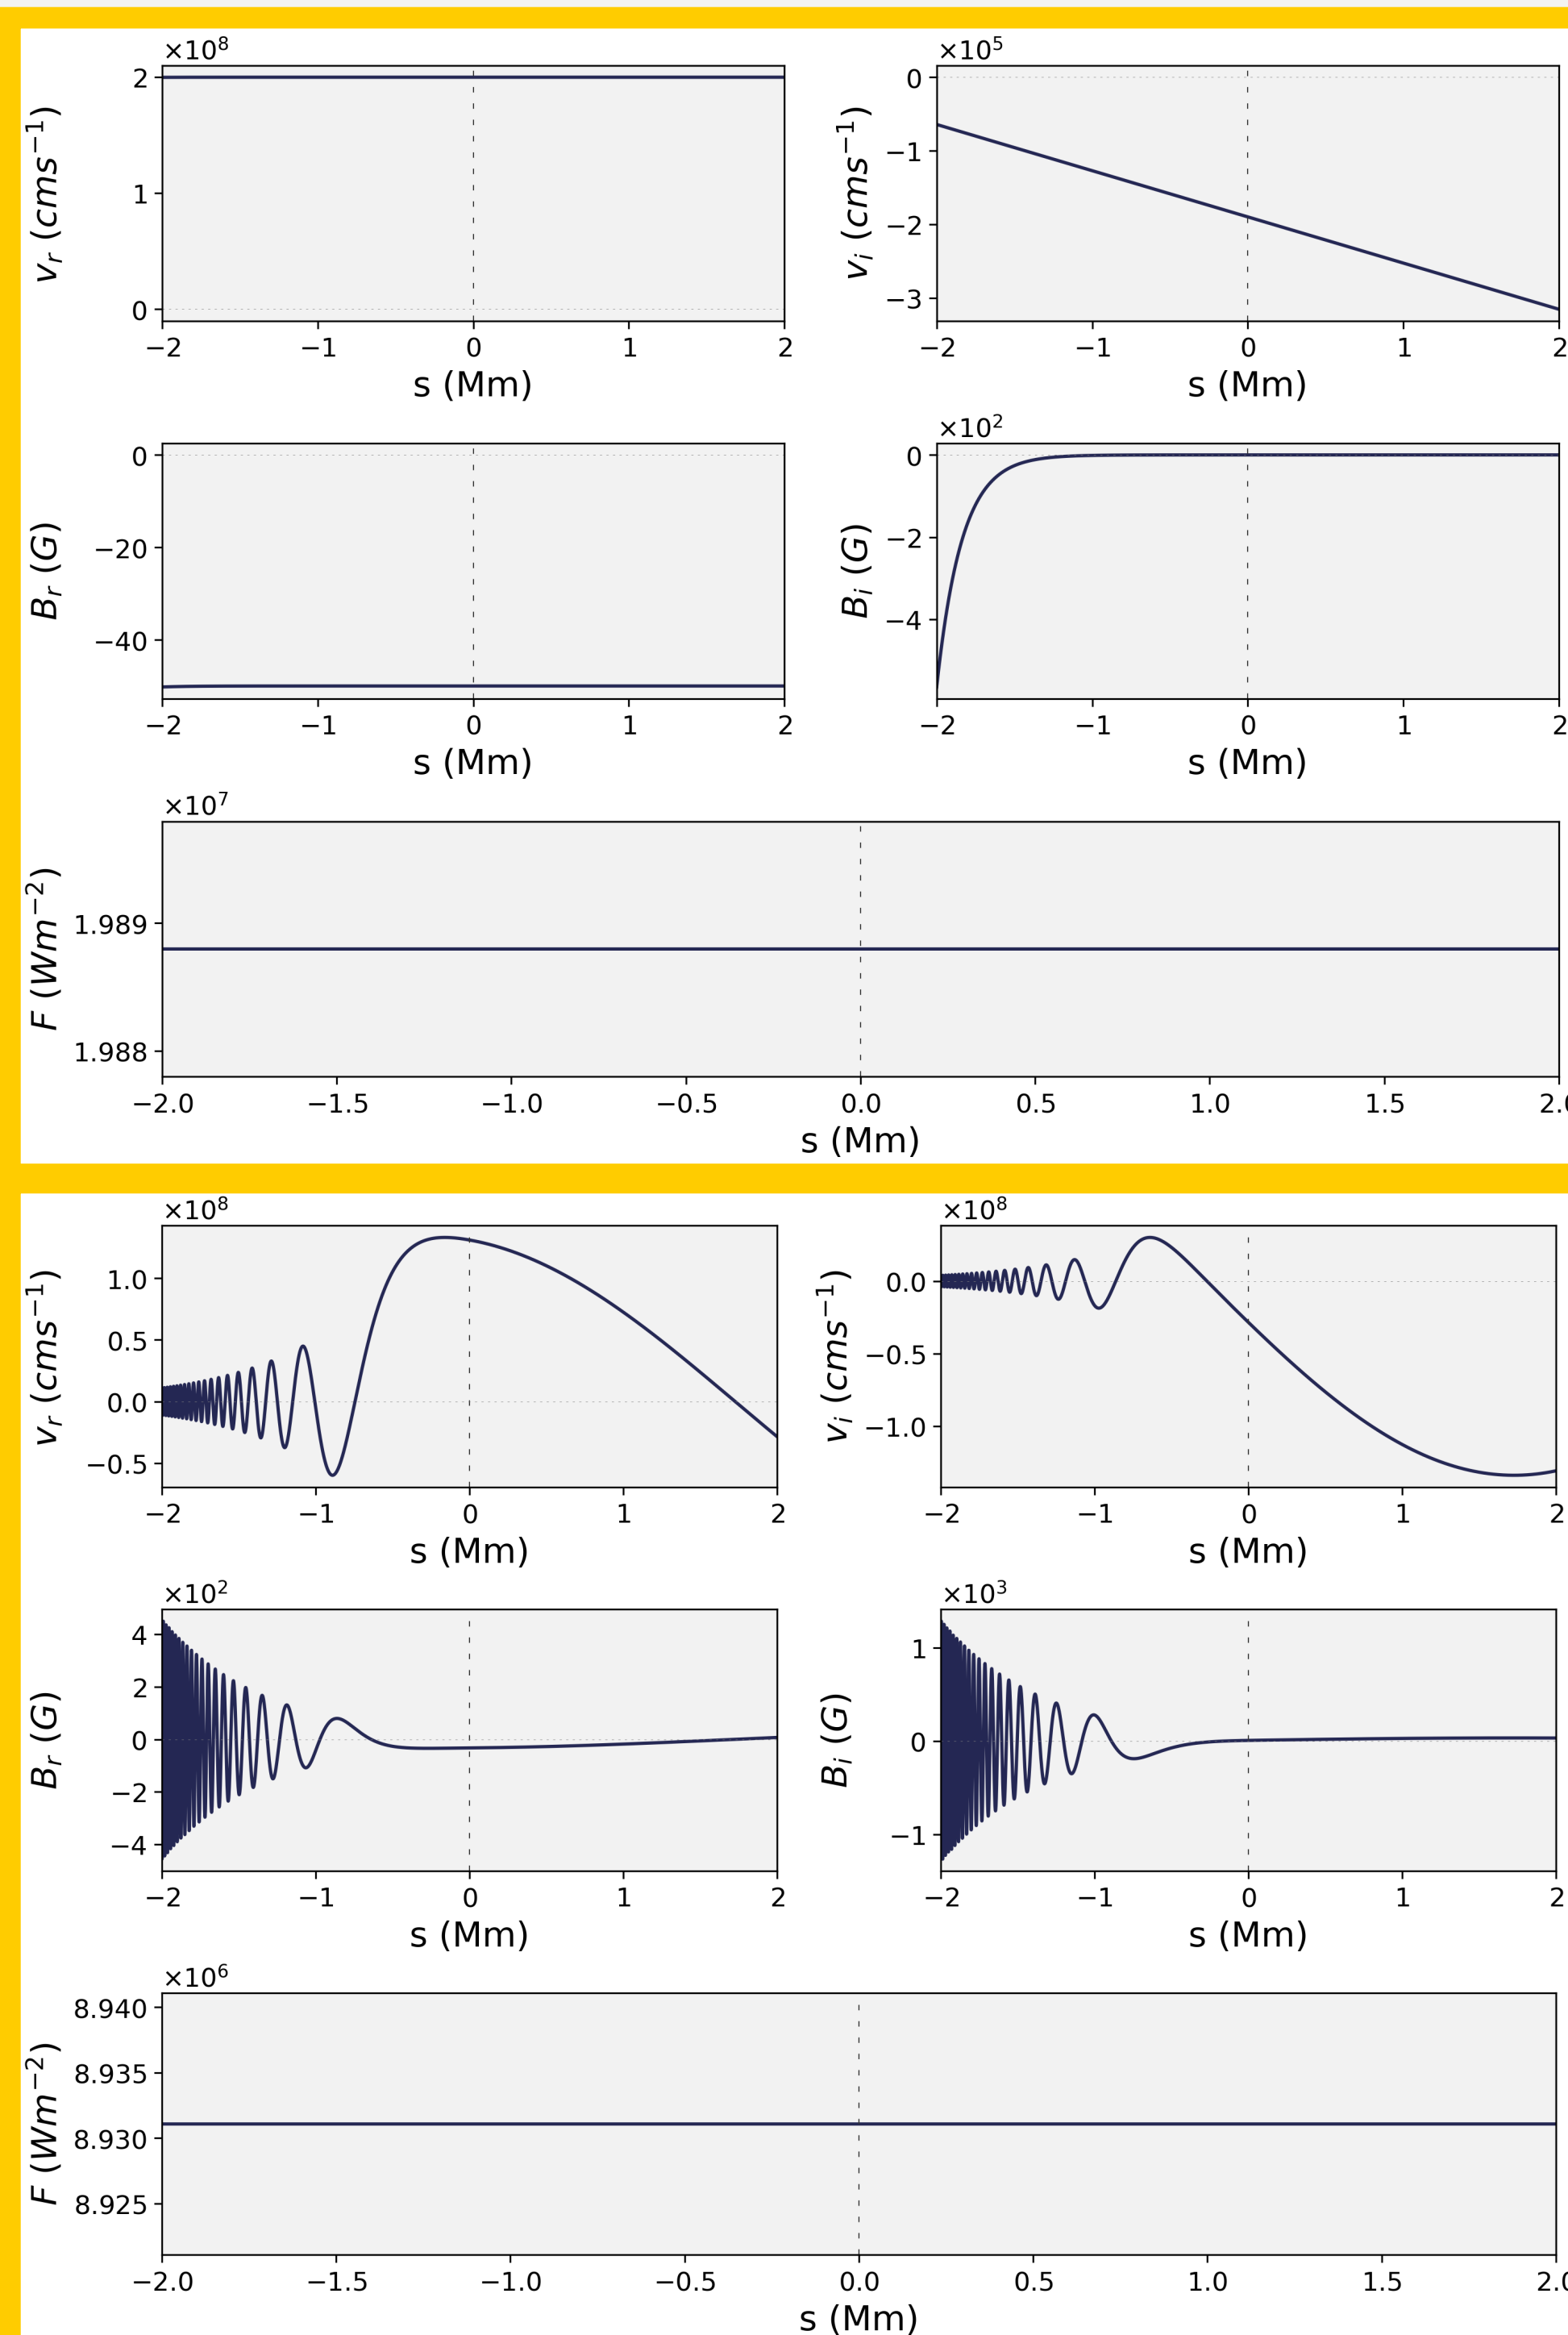 ×10⁸
×10⁵
2
1
0
v_r (cms⁻¹)
−2 −1 0 1 2
s (Mm)
0
−1
−2
−3
v_i (cms⁻¹)
−2 −1 0 1 2
s (Mm)
0
−20
−40
B_r (G)
−2 −1 0 1 2
s (Mm)
×10²
0
−2
−4
B_i (G)
−2 −1 0 1 2
s (Mm)
×10⁷
1.989
1.988
F (Wm⁻²)
−2.0 −1.5 −1.0 −0.5 0.0 0.5 1.0 1.5 2.0
s (Mm)
×10⁸
1.0
0.5
0.0
−0.5
v_r (cms⁻¹)
−2 −1 0 1 2
s (Mm)
×10⁸
0.0
−0.5
−1.0
v_i (cms⁻¹)
−2 −1 0 1 2
s (Mm)
×10²
4
2
0
−2
−4
B_r (G)
−2 −1 0 1 2
s (Mm)
×10³
1
0
−1
B_i (G)
−2 −1 0 1 2
s (Mm)
×10⁶
8.940
8.935
8.930
8.925
F (Wm⁻²)
−2.0 −1.5 −1.0 −0.5 0.0 0.5 1.0 1.5 2.0
s (Mm)